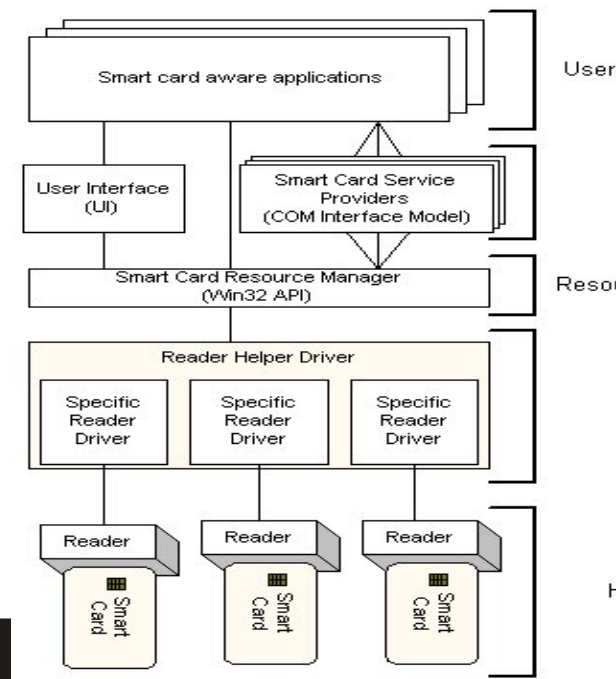 Smart card aware applications
User
User Interface
(UI)
Smart Card Service
Providers
(COM Interface Model)
Smart Card Resource Manager
(Win32 API)
Resou
Reader Helper Driver
Specific
Reader
Driver
Specific
Reader
Driver
Specific
Reader
Driver
Reader
Reader
Reader
H
Smart
Card
Smart
Card
Smart
Card